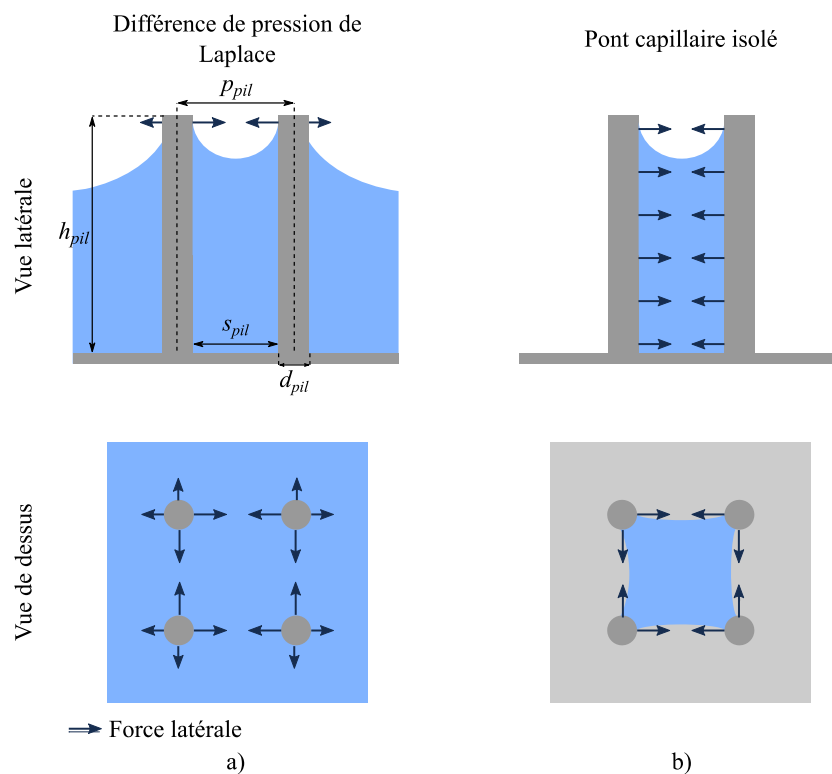 Différence de pression de
Laplace
Pont capillaire isolé
p_pil
h_pil
s_pil
d_pil
Vue latérale
Vue de dessus
Force latérale
a)
b)